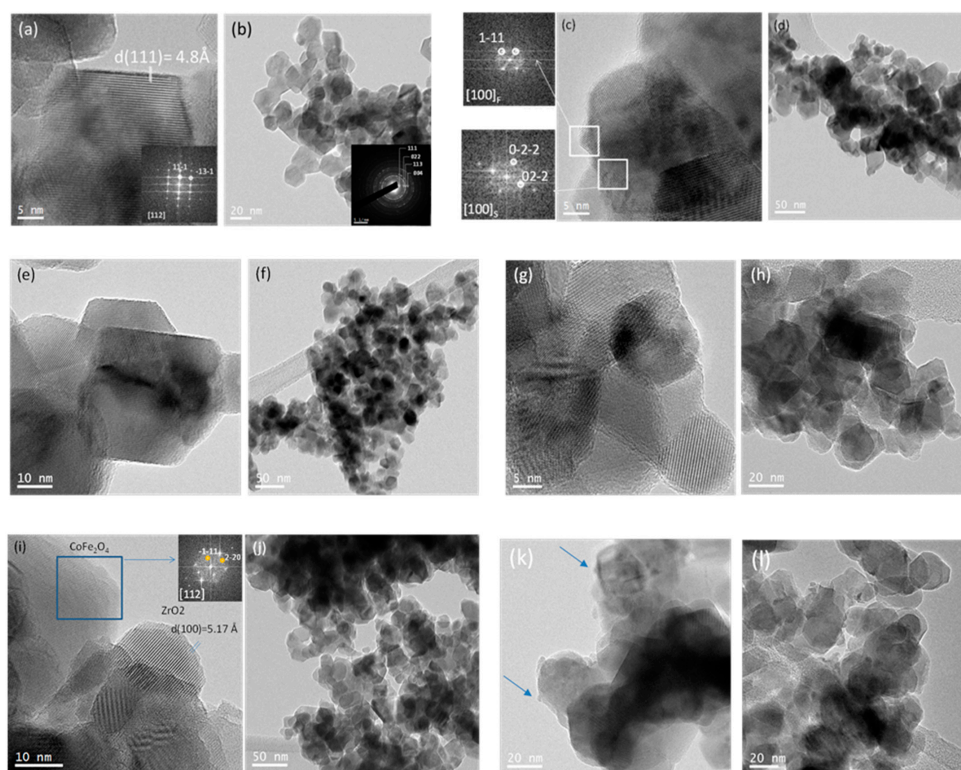 (a)
d(111)= 4.8Å
11-1
-13-1
[112]
5 nm
(b)
111
022
113
004
20 nm
1-11
[100]F
0-2-2
02-2
[100]S
(c)
5 nm
(d)
50 nm
(e)
10 nm
(f)
50 nm
(g)
5 nm
(h)
20 nm
(i)
CoFe₂O₄
-1-11
2-20
[112]
ZrO2
d(100)=5.17 Å
10 nm
(j)
50 nm
(k)
20 nm
(l)
20 nm